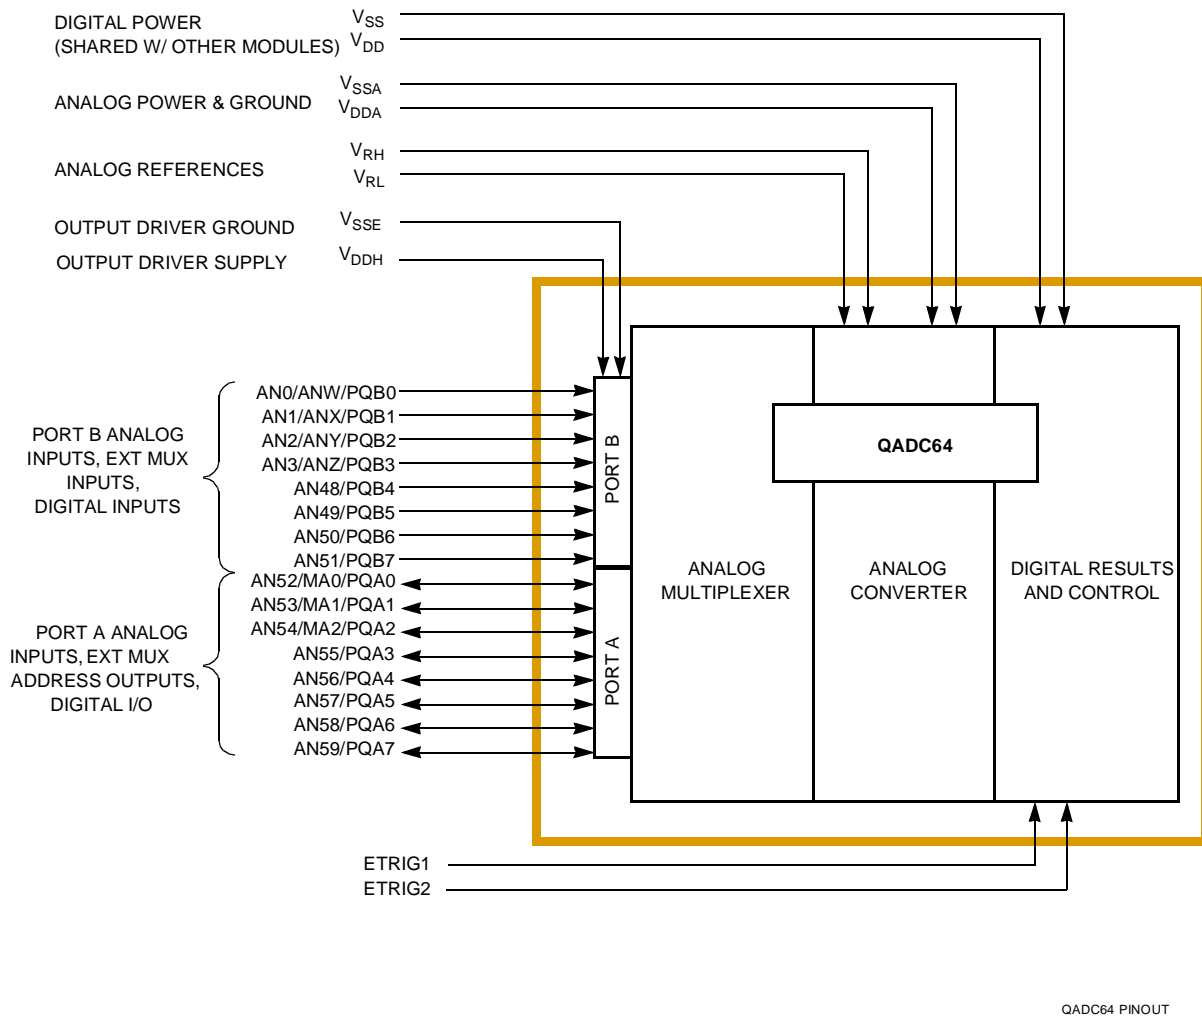 DIGITAL POWER
(SHARED W/ OTHER MODULES)
VSS
VDD
ANALOG POWER & GROUND
VSSA
VDDA
ANALOG REFERENCES
VRH
VRL
OUTPUT DRIVER GROUND
VSSE
OUTPUT DRIVER SUPPLY
VDDH
PORT B ANALOG
INPUTS, EXT MUX
INPUTS,
DIGITAL INPUTS
AN0/ANW/PQB0
AN1/ANX/PQB1
AN2/ANY/PQB2
AN3/ANZ/PQB3
AN48/PQB4
AN49/PQB5
AN50/PQB6
AN51/PQB7
PORT A ANALOG
INPUTS, EXT MUX
ADDRESS OUTPUTS,
DIGITAL I/O
AN52/MA0/PQA0
AN53/MA1/PQA1
AN54/MA2/PQA2
AN55/PQA3
AN56/PQA4
AN57/PQA5
AN58/PQA6
AN59/PQA7
PORT B
PORT A
QADC64
ANALOG
MULTIPLEXER
ANALOG
CONVERTER
DIGITAL RESULTS
AND CONTROL
ETRIG1
ETRIG2
QADC64 PINOUT